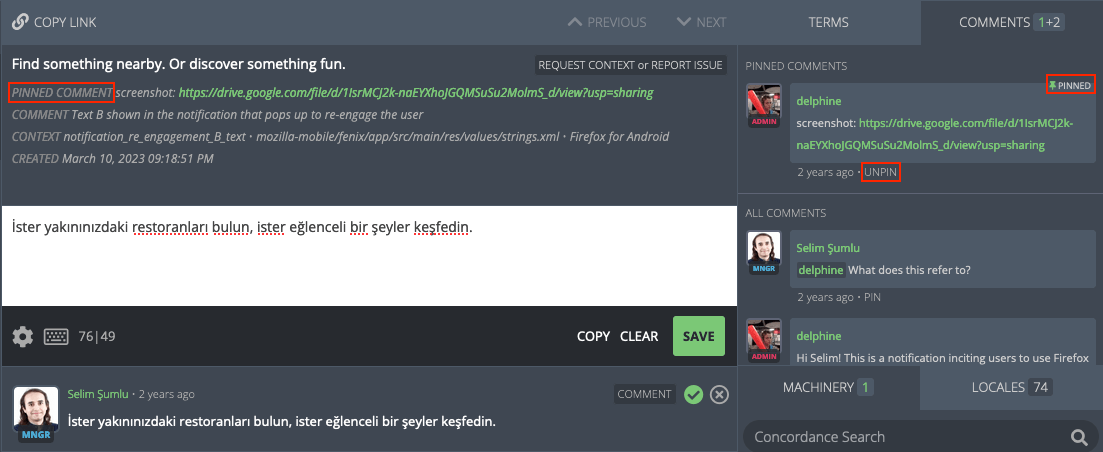 COPY LINK
PREVIOUS
NEXT
TERMS
COMMENTS 1+2
Find something nearby. Or discover something fun.
REQUEST CONTEXT or REPORT ISSUE
PINNED COMMENT screenshot: https://drive.google.com/file/d/1IsrMCJ2k-naEYXhoJGQMSuSu2MolmS_d/view?usp=sharing
COMMENT Text B shown in the notification that pops up to re-engage the user
CONTEXT notification_re_engagement_B_text • mozilla-mobile/fenix/app/src/main/res/values/strings.xml • Firefox for Android
CREATED March 10, 2023 09:18:51 PM
İster yakınınızdaki restoranları bulun, ister eğlenceli bir şeyler keşfedin.
76|49
COPY
CLEAR
SAVE
Selim Şumlu • 2 years ago
COMMENT
MNGR
İster yakınınızdaki restoranları bulun, ister eğlenceli bir şeyler keşfedin.
PINNED COMMENTS
PINNED
delphine
ADMIN
screenshot: https://drive.google.com/file/d/1IsrMCJ2k-
naEYXhoJGQMSuSu2MolmS_d/view?usp=sharing
2 years ago • UNPIN
ALL COMMENTS
Selim Şumlu
MNGR
delphine What does this refer to?
2 years ago • PIN
delphine
ADMIN
Hi Selim! This is a notification inciting users to use Firefox
MACHINERY 1
LOCALES 74
Concordance Search